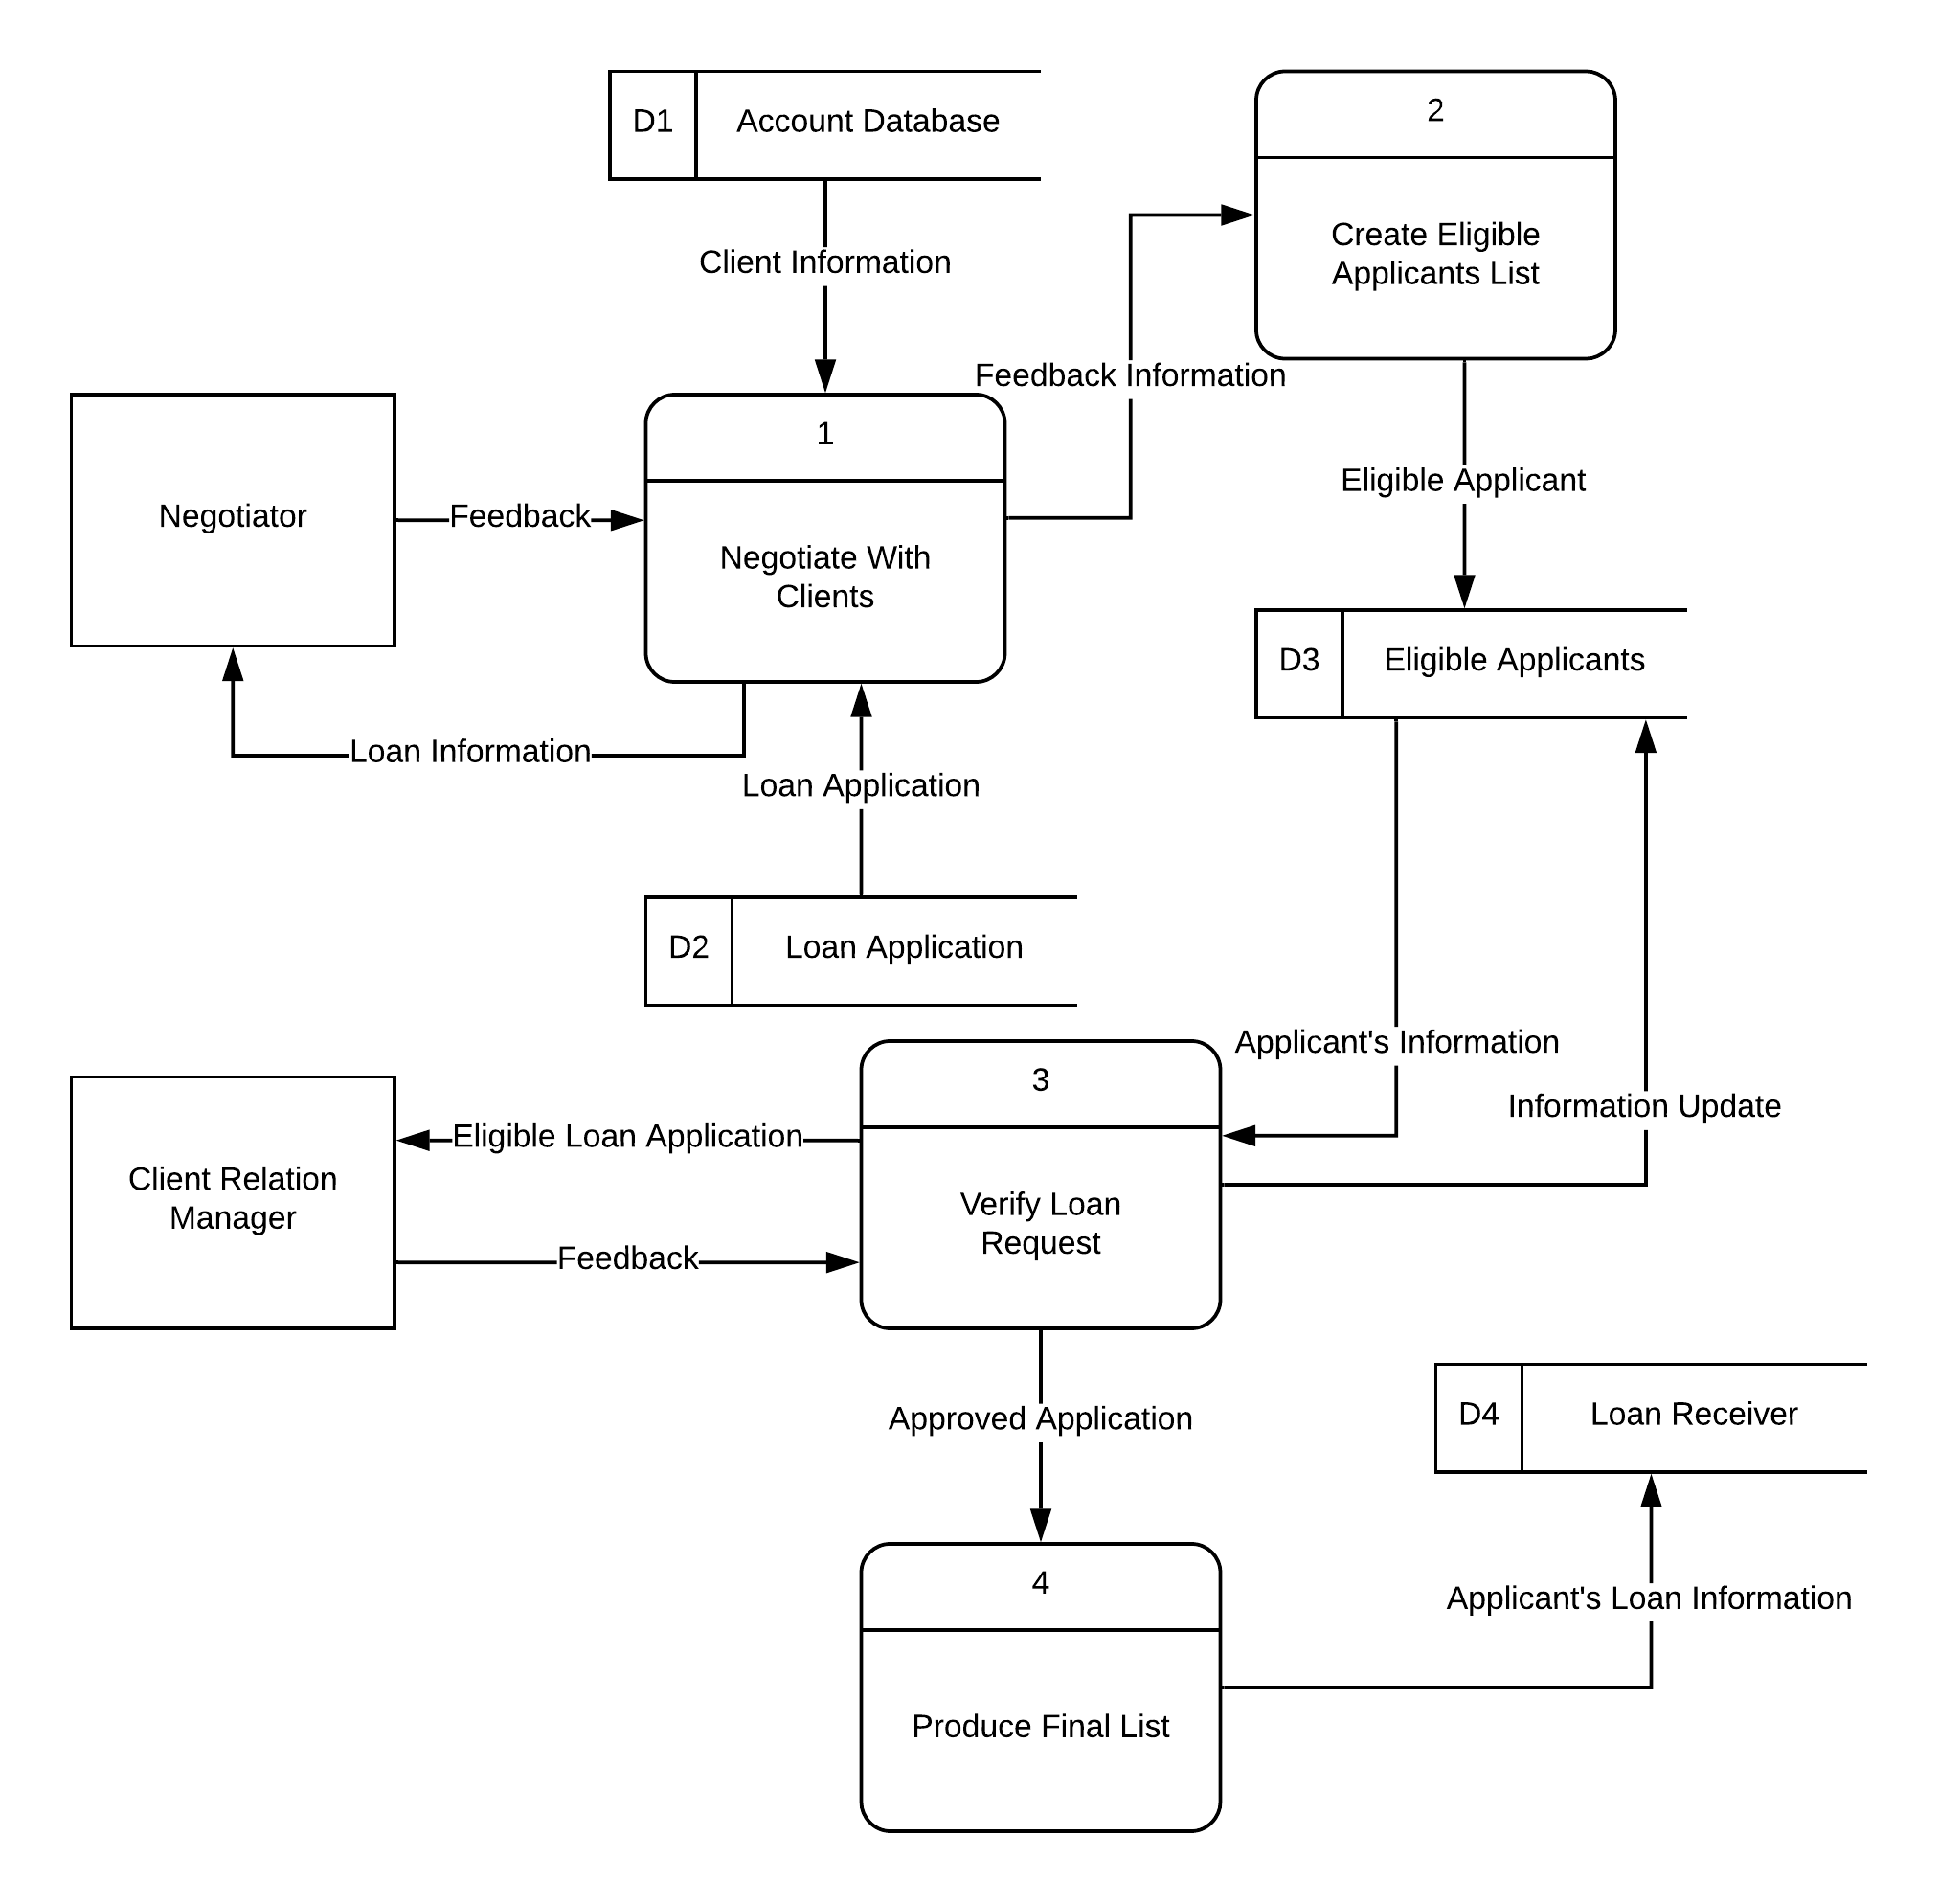 D1
Account Database
2
Create Eligible
Applicants List
Client Information
Feedback Information
1
Negotiate With
Clients
Negotiator
Feedback
Eligible Applicant
D3
Eligible Applicants
Loan Information
Loan Application
D2
Loan Application
Applicant's Information
Information Update
3
Verify Loan
Request
Eligible Loan Application
Client Relation
Manager
Feedback
Approved Application
D4
Loan Receiver
4
Produce Final List
Applicant's Loan Information